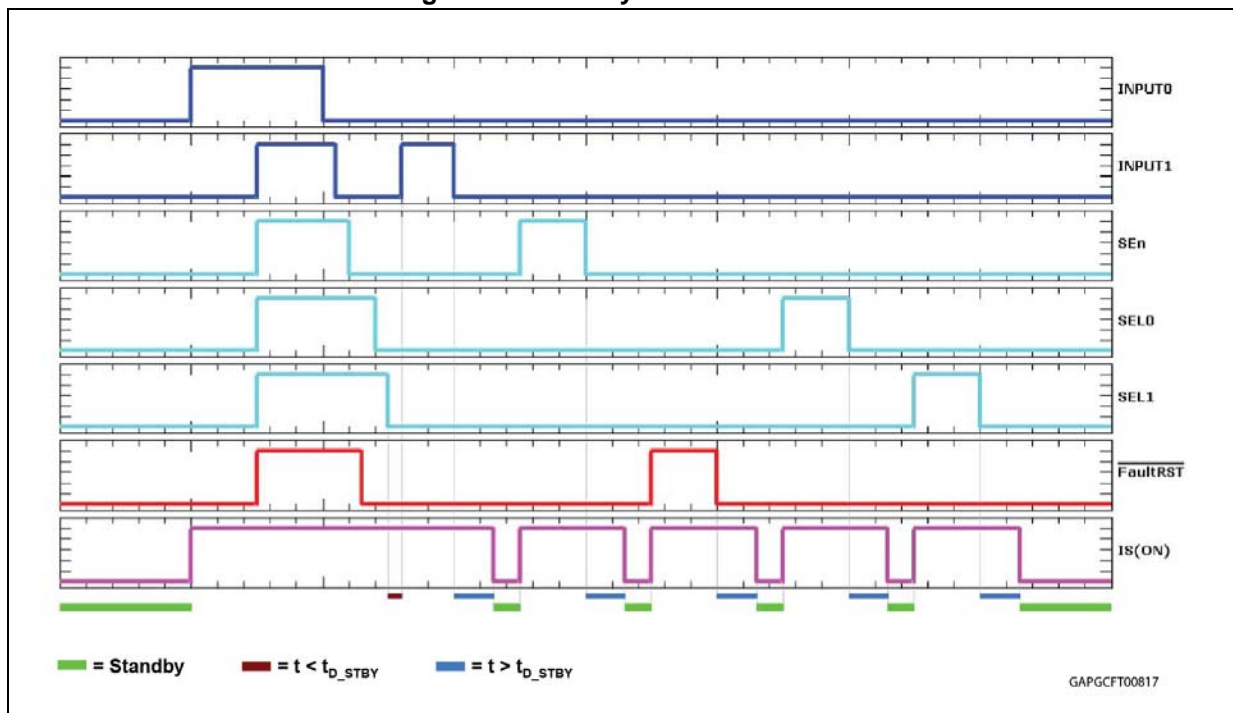 INPUT0
INPUT1
SEn
SEL0
SEL1
FaultRST
IS(ON)
= Standby
= t < tD_STBY
= t > tD_STBY
GAPGCFT00817